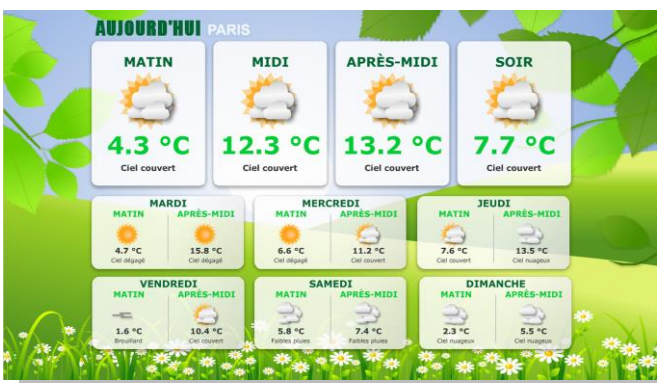 AUJOURD'HUI PARIS
MATIN MIDI APRÈS-MIDI SOIR
4.3 °C 12.3 °C 13.2 °C 7.7 °C
Ciel couvert Ciel couvert Ciel couvert Ciel couvert
MARDI MERCREDI JEUDI
MATIN APRÈS-MIDI MATIN APRÈS-MIDI MATIN APRÈS-MIDI
4.7 °C 15.8 °C 6.6 °C 11.2 °C 7.6 °C 13.5 °C
Ciel dégagé Ciel dégagé Ciel dégagé Ciel couvert Ciel couvert Ciel nuageux
VENDREDI SAMEDI DIMANCHE
MATIN APRÈS-MIDI MATIN APRÈS-MIDI MATIN APRÈS-MIDI
1.6 °C 10.4 °C 5.8 °C 7.4 °C 2.3 °C 5.5 °C
Brouillard Ciel couvert Faibles pluies Faibles pluies Ciel nuageux Ciel nuageux